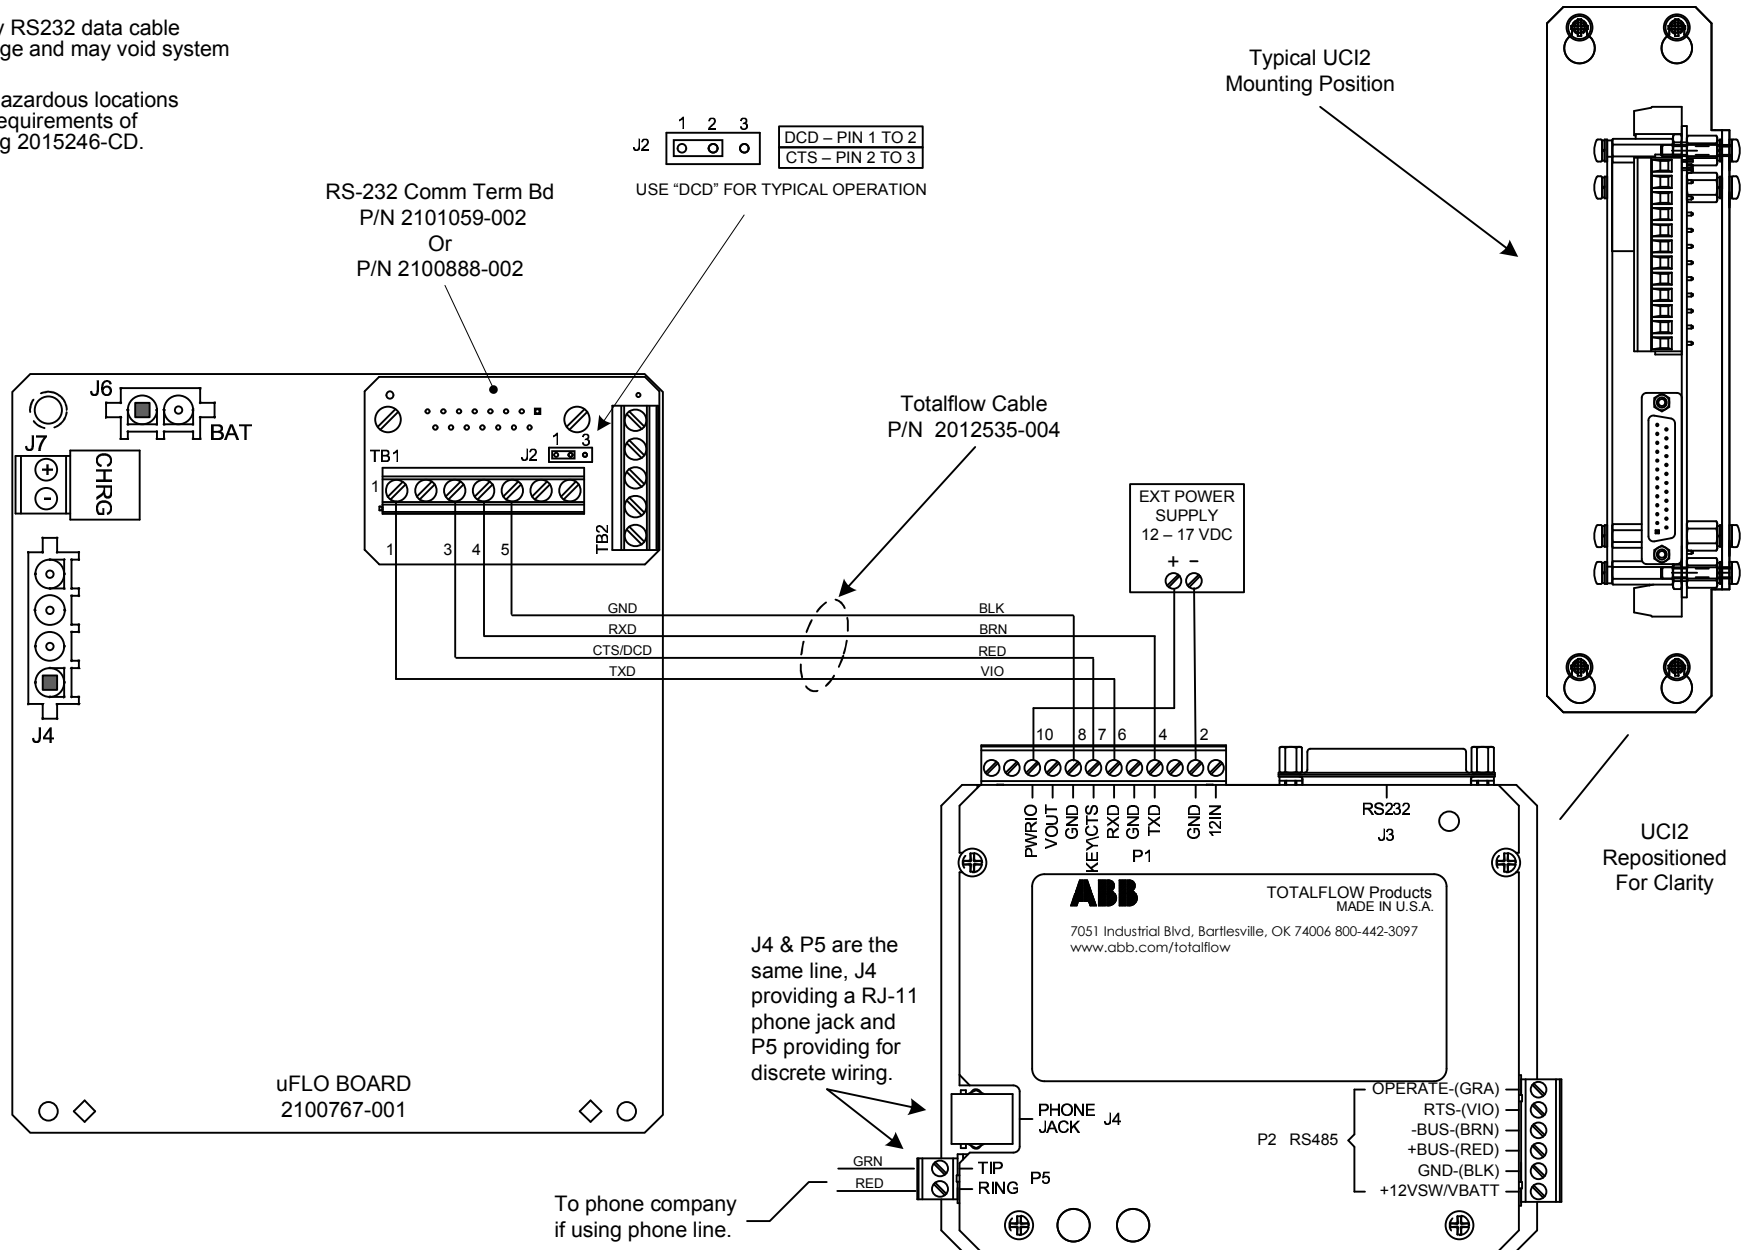 y RS232 data cable
ge and may void system
azardous locations
equirements of
g 2015246-CD.
Typical UCI2
Mounting Position
1 2 3
J2
DCD – PIN 1 TO 2
CTS – PIN 2 TO 3
USE “DCD” FOR TYPICAL OPERATION
RS-232 Comm Term Bd
P/N 2101059-002
Or
P/N 2100888-002
Totalflow Cable
P/N 2012535-004
J6
BAT
J7
+
-
CHRG
J4
TB1
1
J2
1 3
TB2
1 3 4 5
EXT POWER
SUPPLY
12 – 17 VDC
+ –
GND BLK
RXD BRN
CTS/DCD RED
TXD VIO
10 8 7 6 4 2
PWRIO
VOUT
GND
KEY\CTS
RXD
GND
TXD
GND
12IN
P1
RS232
J3
UCI2
Repositioned
For Clarity
ABB
TOTALFLOW Products
MADE IN U.S.A.
7051 Industrial Blvd, Bartlesville, OK 74006 800-442-3097
www.abb.com/totalflow
J4 & P5 are the
same line, J4
providing a RJ-11
phone jack and
P5 providing for
discrete wiring.
uFLO BOARD
2100767-001
PHONE
JACK
J4
GRN
RED
TIP
RING
P5
To phone company
if using phone line.
P2 RS485
OPERATE-(GRA)
RTS-(VIO)
-BUS-(BRN)
+BUS-(RED)
GND-(BLK)
+12VSW/VBATT